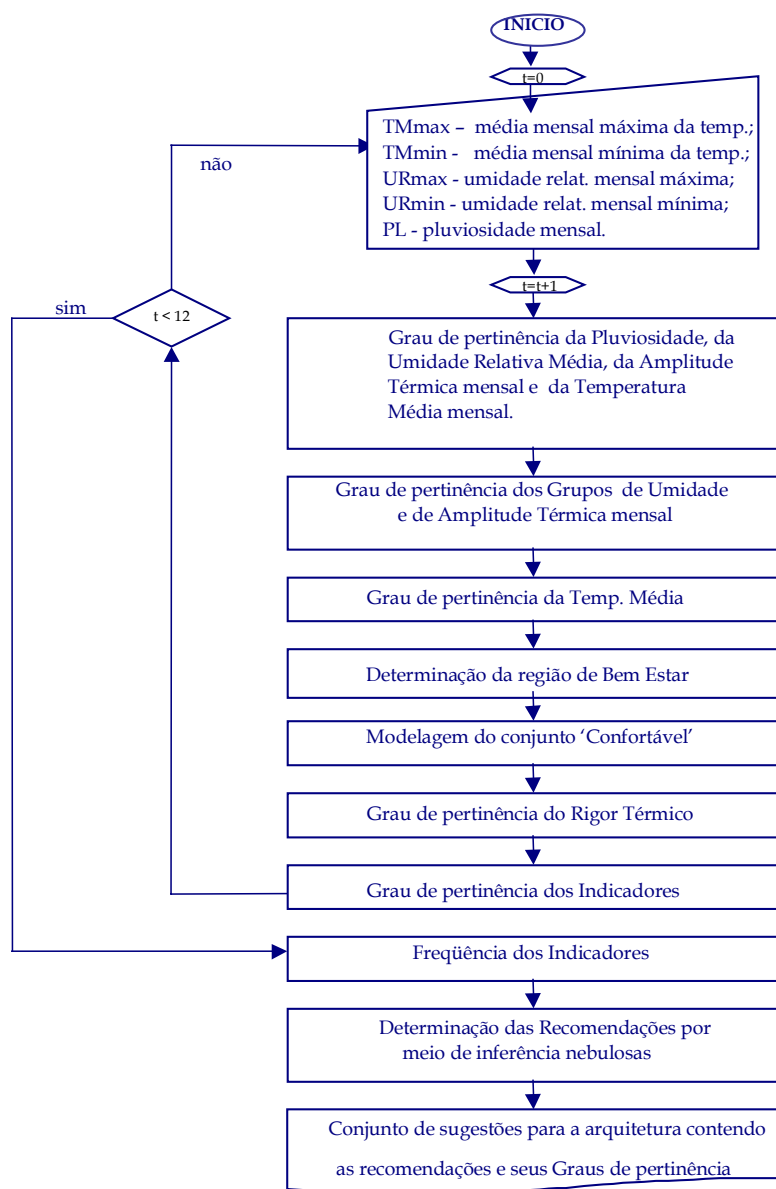 INICIO
t=0
TMmax – média mensal máxima da temp.;
TMmin - média mensal mínima da temp.;
URmax - umidade relat. mensal máxima;
URmin - umidade relat. mensal mínima;
PL - pluviosidade mensal.
não
t=t+1
sim
t < 12
Grau de pertinência da Pluviosidade, da
Umidade Relativa Média, da Amplitude
Térmica mensal e da Temperatura
Média mensal.
Grau de pertinência dos Grupos de Umidade
e de Amplitude Térmica mensal
Grau de pertinência da Temp. Média
Determinação da região de Bem Estar
Modelagem do conjunto ‘Confortável’
Grau de pertinência do Rigor Térmico
Grau de pertinência dos Indicadores
Freqüência dos Indicadores
Determinação das Recomendações por
meio de inferência nebulosas
Conjunto de sugestões para a arquitetura contendo
as recomendações e seus Graus de pertinência